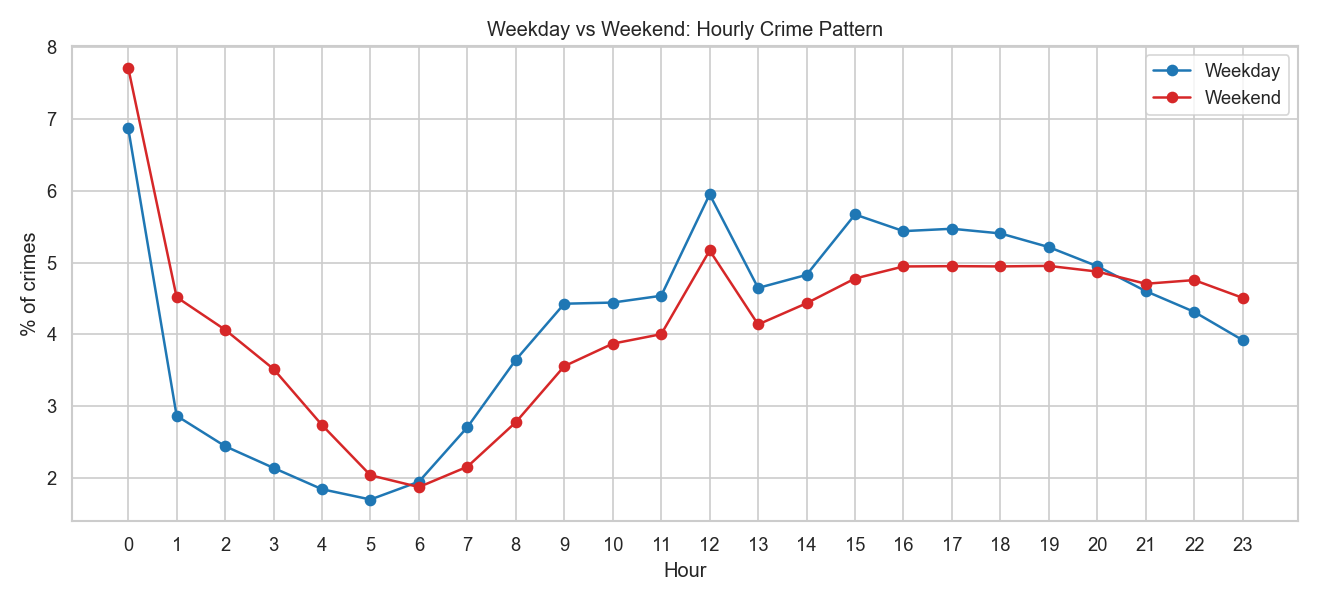 Weekday vs Weekend: Hourly Crime Pattern
Weekday
Weekend
% of crimes
8
7
6
5
4
3
2
0 1 2 3 4 5 6 7 8 9 10 11 12 13 14 15 16 17 18 19 20 21 22 23
Hour